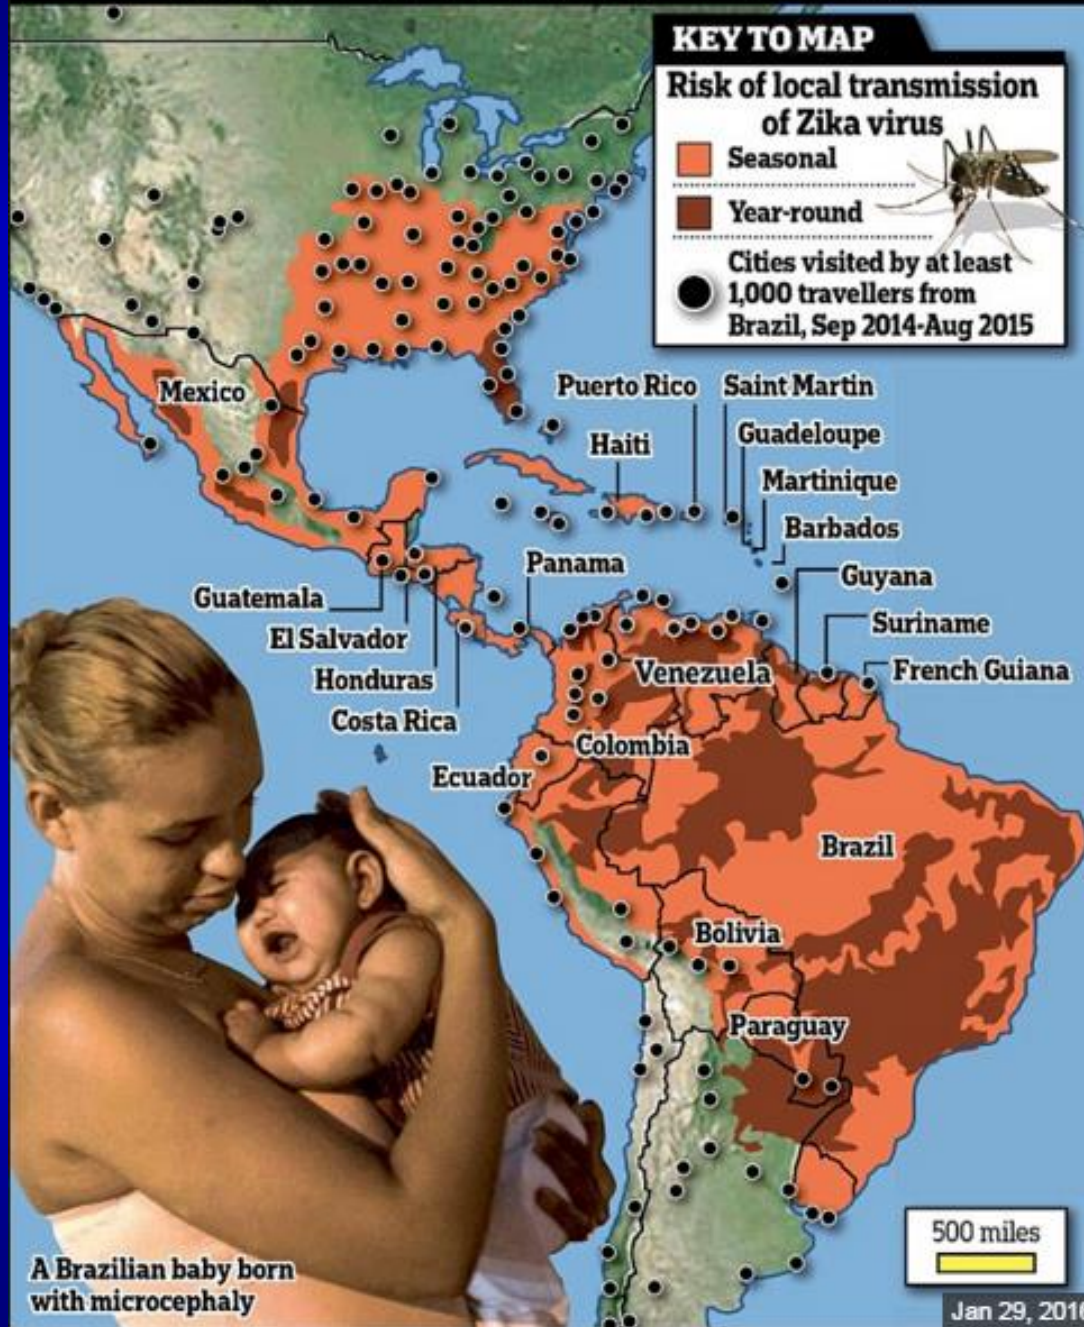 KEY TO MAP
Risk of local transmission
of Zika virus
Seasonal
Year-round
Cities visited by at least
1,000 travellers from
Brazil, Sep 2014-Aug 2015
Mexico
Puerto Rico
Saint Martin
Haiti
Guadeloupe
Martinique
Barbados
Panama
Guyana
Guatemala
Suriname
El Salvador
Venezuela
French Guiana
Honduras
Costa Rica
Colombia
Ecuador
Brazil
Bolivia
Paraguay
500 miles
A Brazilian baby born
with microcephaly
Jan 29, 2016